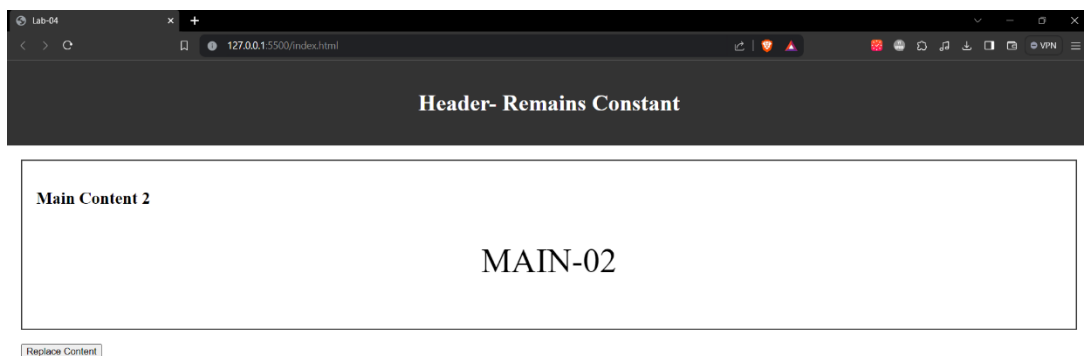 Lab-04
127.0.0.1:5500/index.html
VPN
Header- Remains Constant
Main Content 2
MAIN-02
Replace Content